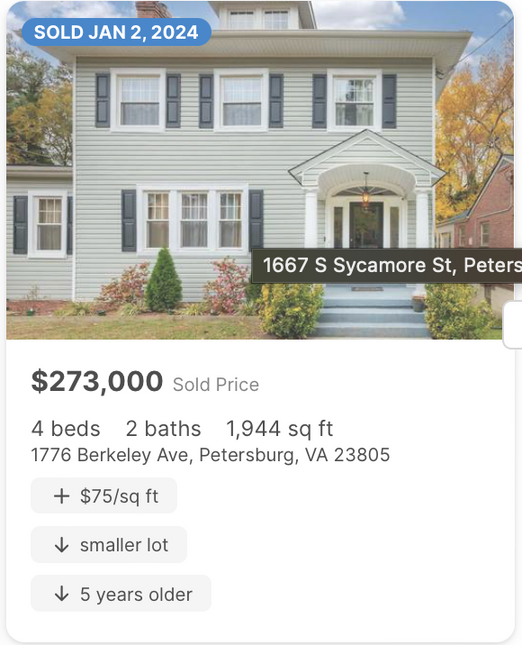 SOLD JAN 2, 2024
1667 S Sycamore St, Peters
$273,000 Sold Price
4 beds 2 baths 1,944 sq ft
1776 Berkeley Ave, Petersburg, VA 23805
+ $75/sq ft
↓ smaller lot
↓ 5 years older